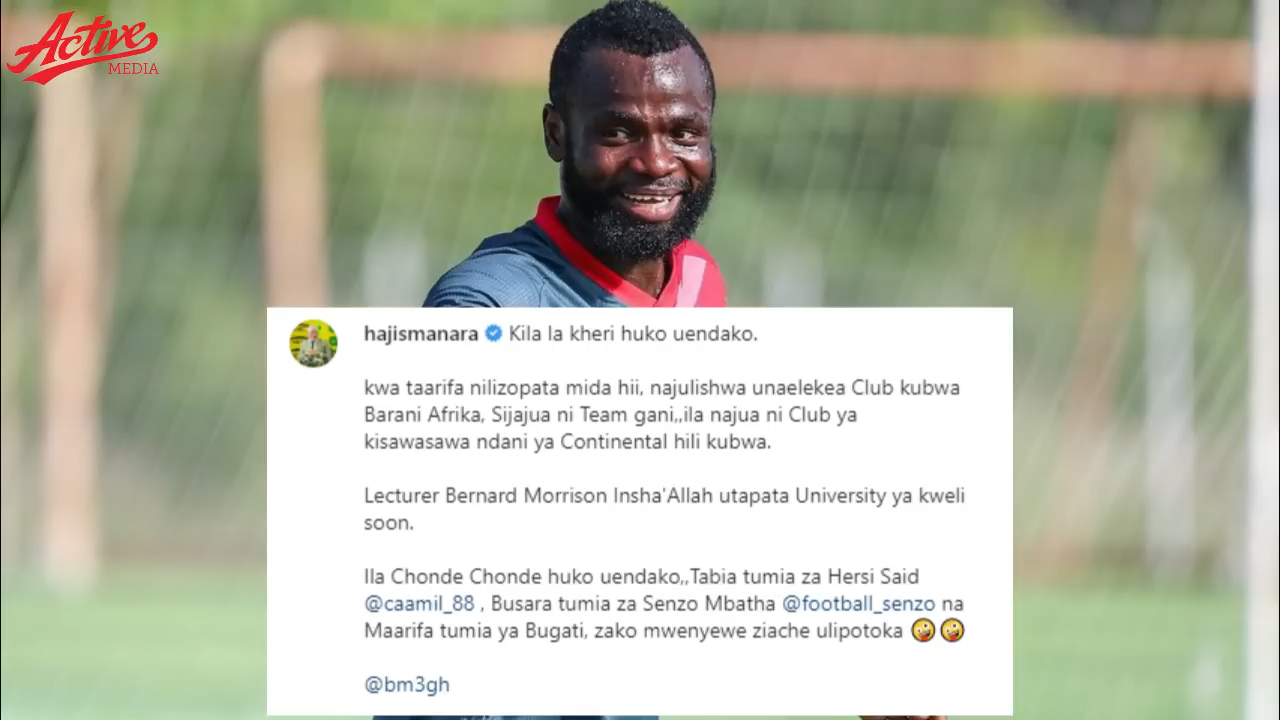 Active
MEDIA
hajismanara Kila la kheri huko uendako.
kwa taarifa nilizopata mida hii, najulishwa unaelekea Club kubwa
Barani Afrika, Sijajua ni Team gani,,ila najua ni Club ya
kisawasawa ndani ya Continental hili kubwa.
Lecturer Bernard Morrison Insha'Allah utapata University ya kweli
soon.
Ila Chonde Chonde huko uendako,,Tabia tumia za Hersi Said
@caamil_88 , Busara tumia za Senzo Mbatha @football_senzo na
Maarifa tumia ya Bugati, zako mwenyewe ziache ulipotoka 🤪🤪
@bm3gh